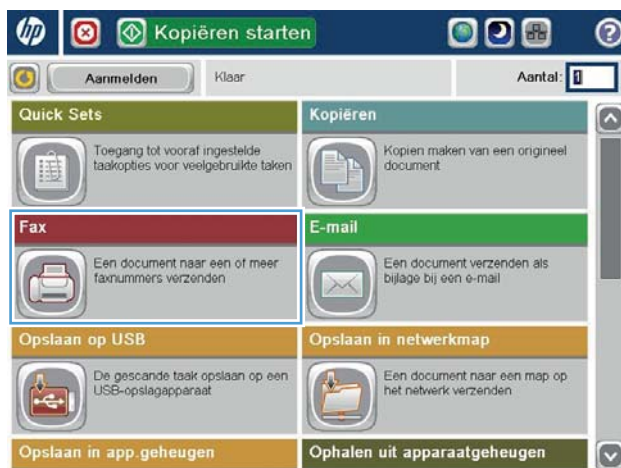 hp
Kopiëren starten
?
Aanmelden
Klaar
Aantal: 1
Quick Sets
Toegang tot vooraf ingestelde
taakopties voor veelgebruikte taken
Kopiëren
Kopien maken van een origineel
document
Fax
Een document naar een of meer
faxnummers verzenden
E-mail
Een document verzenden als
bijlage bij een e-mail
Opslaan op USB
De gescande taak opslaan op een
USB-opslagapparaat
Opslaan in netwerkmap
Een document naar een map op
het netwerk verzenden
Opslaan in app.geheugen
Ophalen uit apparaatgeheugen